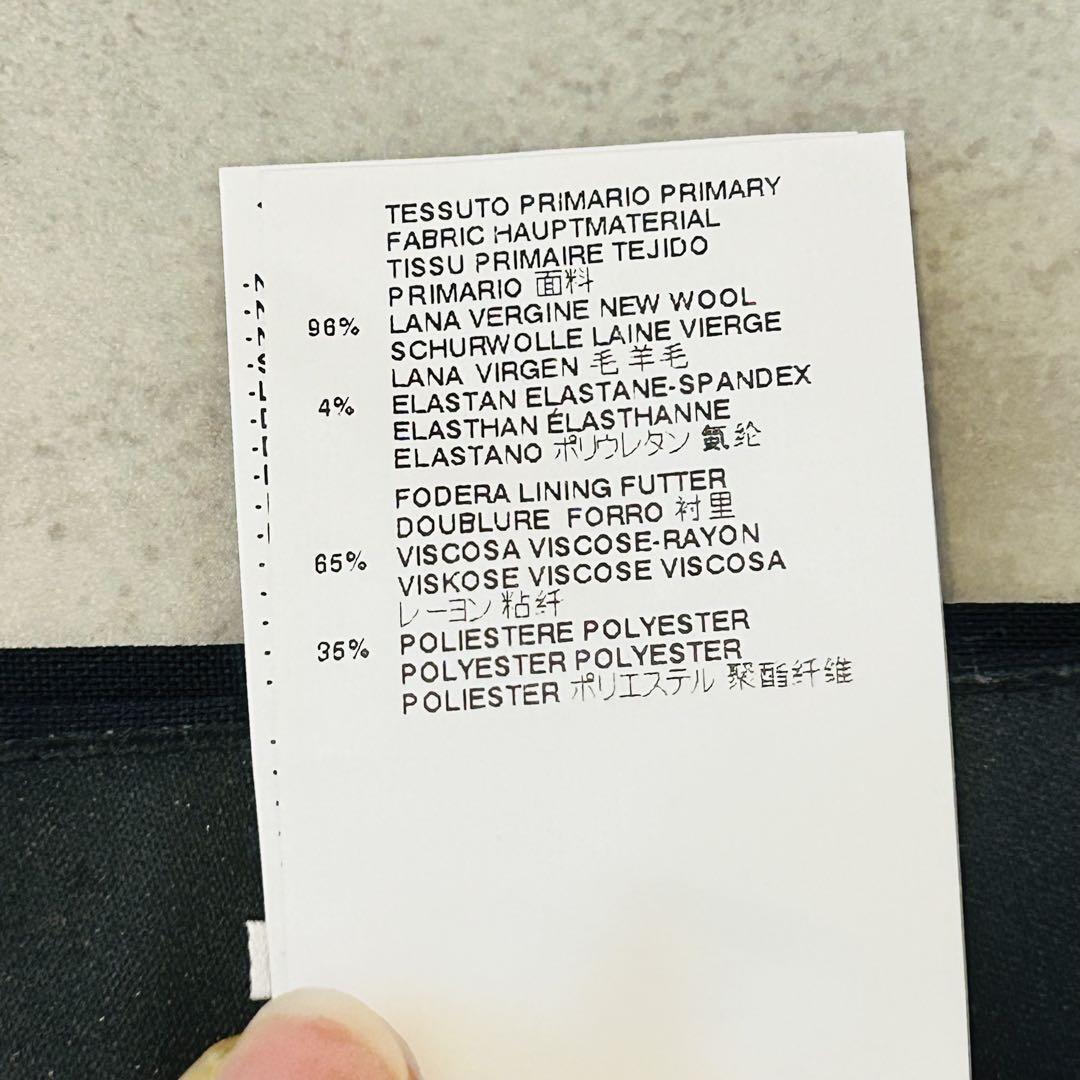 TESSUTO PRIMARIO PRIMARY
FABRIC HAUPTMATERIAL
TISSU PRIMAIRE TEJIDO
PRIMARIO 面料
96% LANA VERGINE NEW WOOL
SCHURWOLLE LAINE VIERGE
LANA VIRGEN 毛 羊毛
4% ELASTAN ELASTANE-SPANDEX
ELASTHAN ÉLASTHANNE
ELASTANO ポリウレタン 氨纶
FODERA LINING FUTTER
DOUBLURE FORRO 衬里
65% VISCOSA VISCOSE-RAYON
VISKOSE VISCOSE VISCOSA
レーヨン 粘纤
35% POLIESTERE POLYESTER
POLYESTER POLYESTER
POLIESTER ポリエステル 聚酯纤维